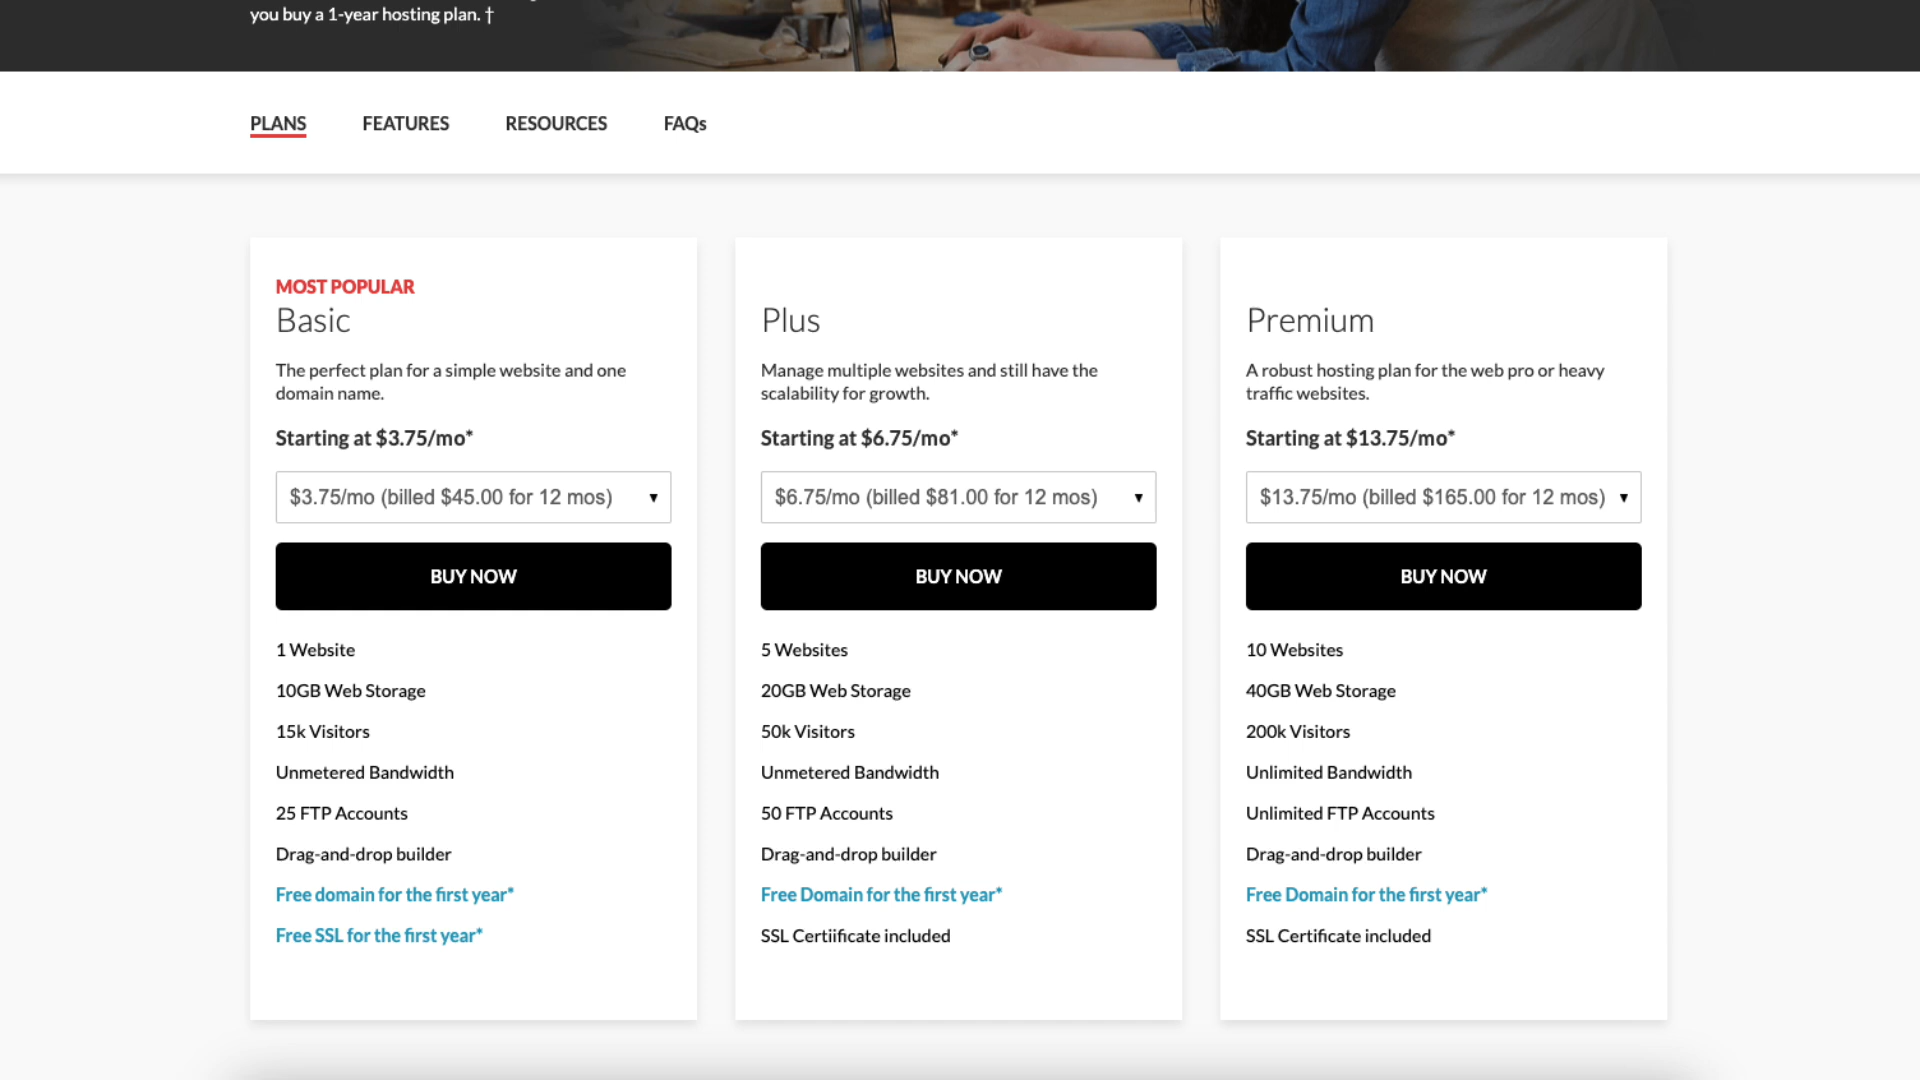 you buy a 1-year hosting plan. †
PLANS
FEATURES
RESOURCES
FAQs
MOST POPULAR
Basic
The perfect plan for a simple website and one
domain name.
Starting at $3.75/mo*
$3.75/mo (billed $45.00 for 12 mos)
BUY NOW
1 Website
10GB Web Storage
15k Visitors
Unmetered Bandwidth
25 FTP Accounts
Drag-and-drop builder
Free domain for the first year*
Free SSL for the first year*
Plus
Manage multiple websites and still have the
scalability for growth.
Starting at $6.75/mo*
$6.75/mo (billed $81.00 for 12 mos)
BUY NOW
5 Websites
20GB Web Storage
50k Visitors
Unmetered Bandwidth
50 FTP Accounts
Drag-and-drop builder
Free Domain for the first year*
SSL Certiificate included
Premium
A robust hosting plan for the web pro or heavy
traffic websites.
Starting at $13.75/mo*
$13.75/mo (billed $165.00 for 12 mos)
BUY NOW
10 Websites
40GB Web Storage
200k Visitors
Unlimited Bandwidth
Unlimited FTP Accounts
Drag-and-drop builder
Free Domain for the first year*
SSL Certificate included